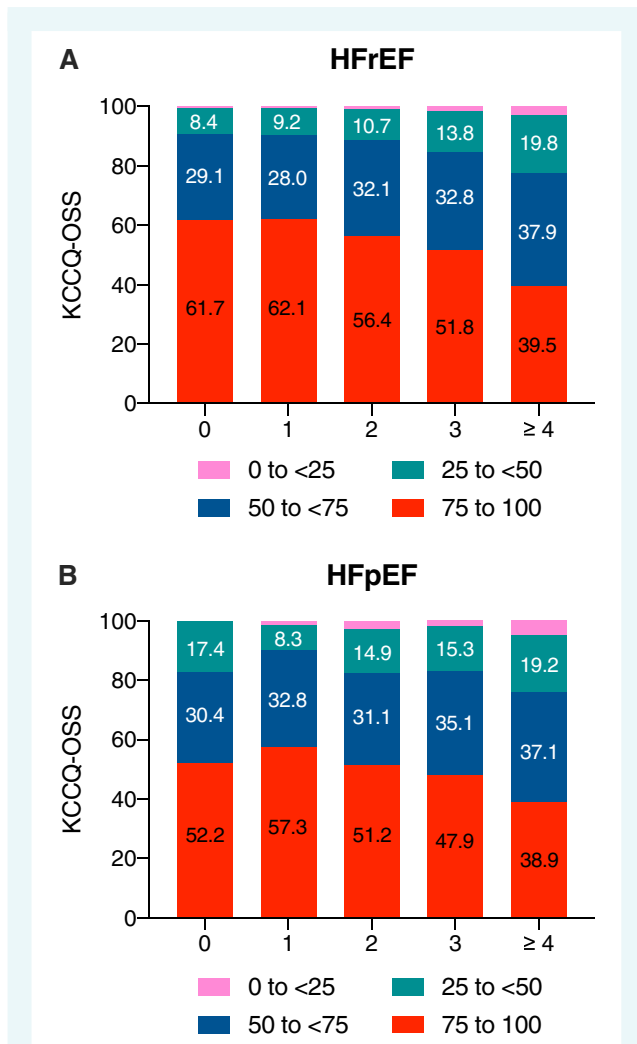 A
HFrEF
KCCQ-OSS
100
80
60
40
20
0
8.4 9.2 10.7 13.8 19.8
29.1 28.0 32.1 32.8 37.9
61.7 62.1 56.4 51.8 39.5
0 1 2 3 ≥ 4
0 to <25 25 to <50
50 to <75 75 to 100
B
HFpEF
KCCQ-OSS
100
80
60
40
20
0
17.4 8.3 14.9 15.3 19.2
30.4 32.8 31.1 35.1 37.1
52.2 57.3 51.2 47.9 38.9
0 1 2 3 ≥ 4
0 to <25 25 to <50
50 to <75 75 to 100